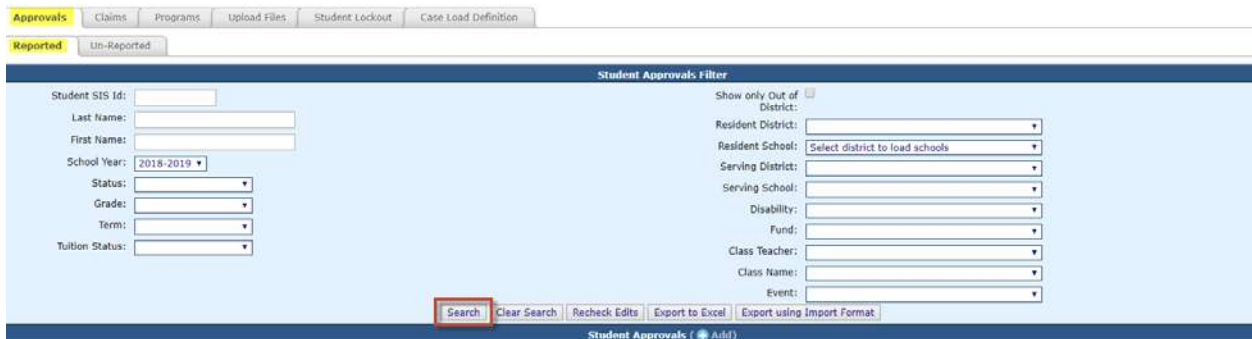 Approvals Claims Programs Upload Files Student Lockout Case Load Definition
Reported Un-Reported
Student Approvals Filter
Student SIS Id:
Last Name:
First Name:
School Year: 2018-2019
Status:
Grade:
Term:
Tuition Status:
Show only Out of
District:
Resident District:
Resident School: Select district to load schools
Serving District:
Serving School:
Disability:
Fund:
Class Teacher:
Class Name:
Event:
Search Clear Search Recheck Edits Export to Excel Export using Import Format
Student Approvals ( Add)